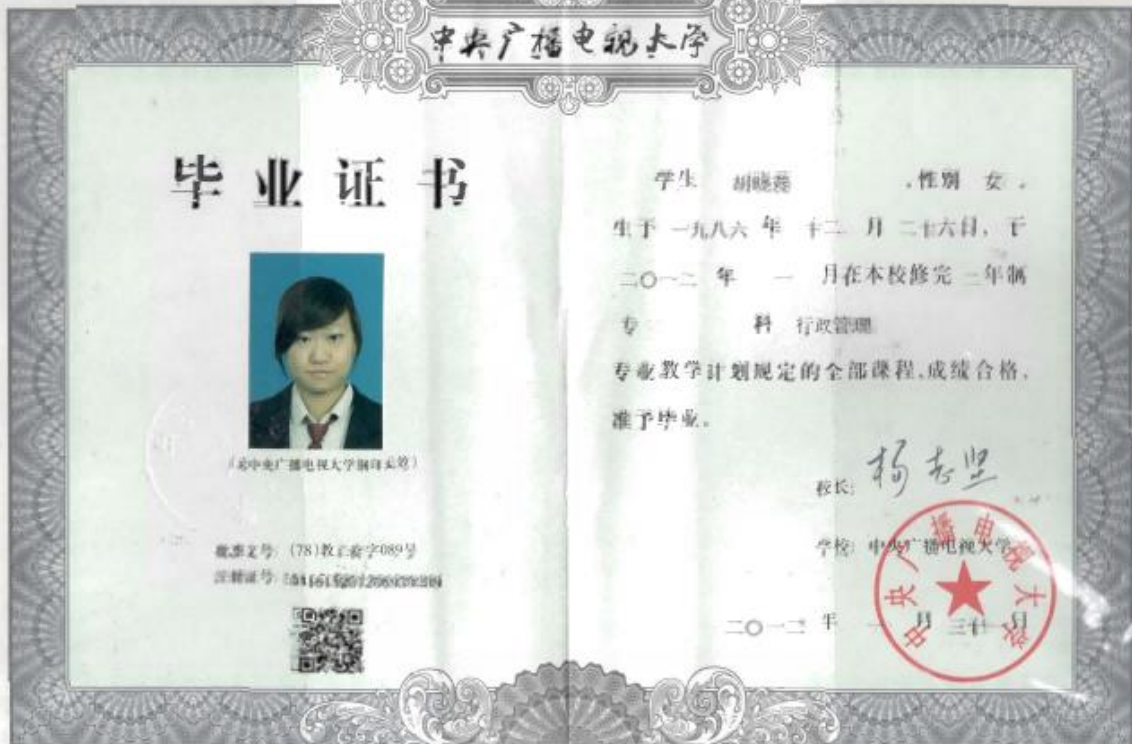 中央广播电视大学
毕业证书
(无中央广播电视大学钢印无效)
批准文号: (78)教工农字089号
注册证号:
学生 胡晓 ,性别 女 ,
生于 一九八六 年 十二 月 二十六日, 于
二〇一二 年 一 月在本校修完 二年制
专 科 行政管理
专业教学计划规定的全部课程,成绩合格,
准予毕业。
校长: 杨志坚
学校: 中央广播电视大学
二〇一二 年 一 月 日
中央广播电视大学